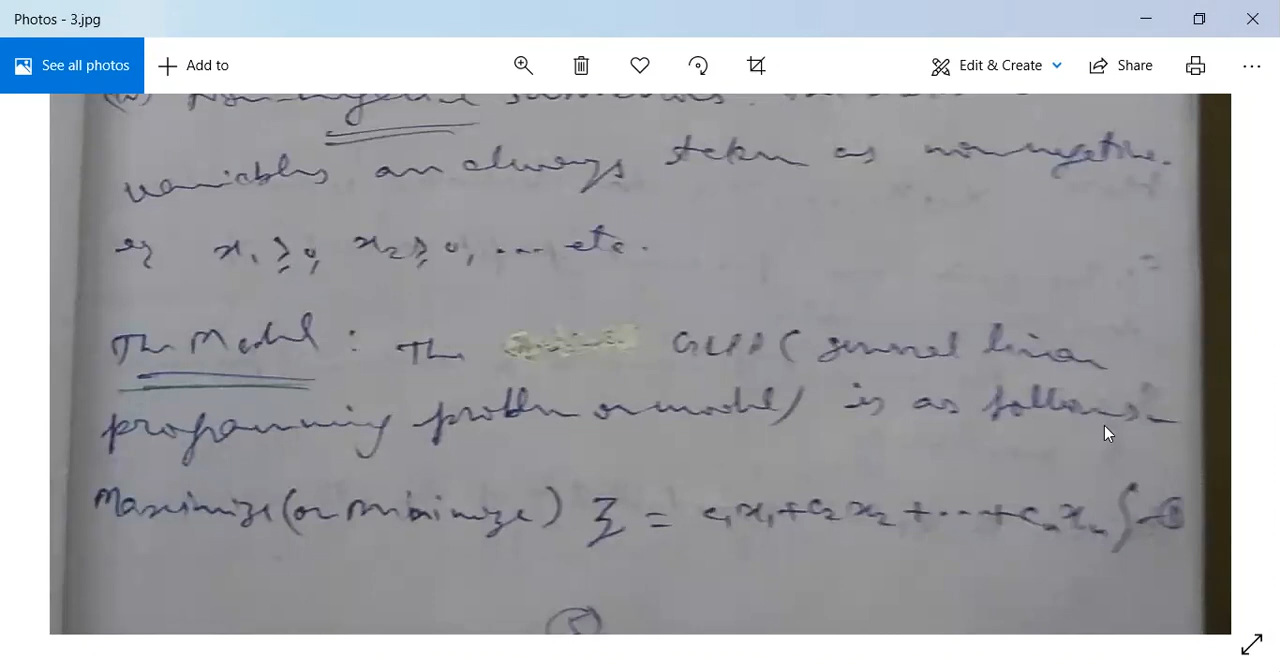 Photos - 3.jpg
See all photos
Add to
Edit & Create
Share
Non-negative
variables are always taken as nonnegative.
eg x₁ ≥ 0, x₂ ≥ 0, ... etc.
The Model : The GLPP (general linear
programming problem or model) is as follows:-
Maximize (or Minimize) Z = c₁x₁ + c₂x₂ + ... + cₙxₙ } - ①
(5)